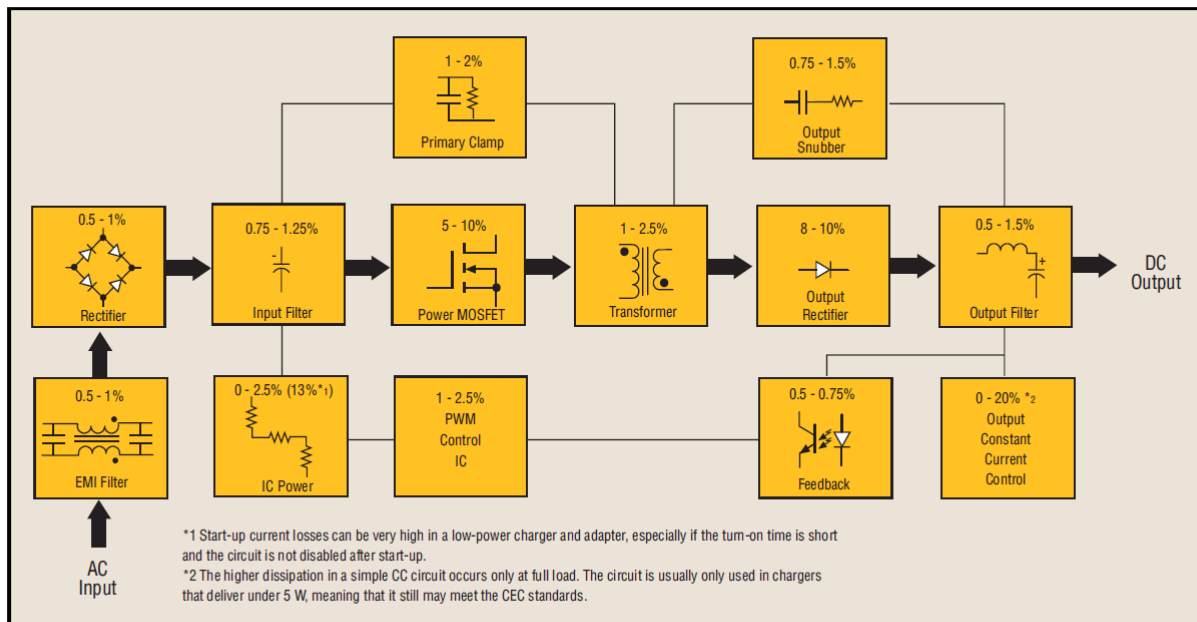 1 - 2%
Primary Clamp
0.75 - 1.5%
Output
Snubber
0.5 - 1%
Rectifier
0.75 - 1.25%
-
Input Filter
5 - 10%
Power MOSFET
1 - 2.5%
Transformer
8 - 10%
Output
Rectifier
0.5 - 1.5%
+
Output Filter
DC
Output
0.5 - 1%
EMI Filter
0 - 2.5% (13%*1)
IC Power
1 - 2.5%
PWM
Control
IC
0.5 - 0.75%
Feedback
0 - 20% *2
Output
Constant
Current
Control
AC
Input
*1 Start-up current losses can be very high in a low-power charger and adapter, especially if the turn-on time is short
and the circuit is not disabled after start-up.
*2 The higher dissipation in a simple CC circuit occurs only at full load. The circuit is usually only used in chargers
that deliver under 5 W, meaning that it still may meet the CEC standards.